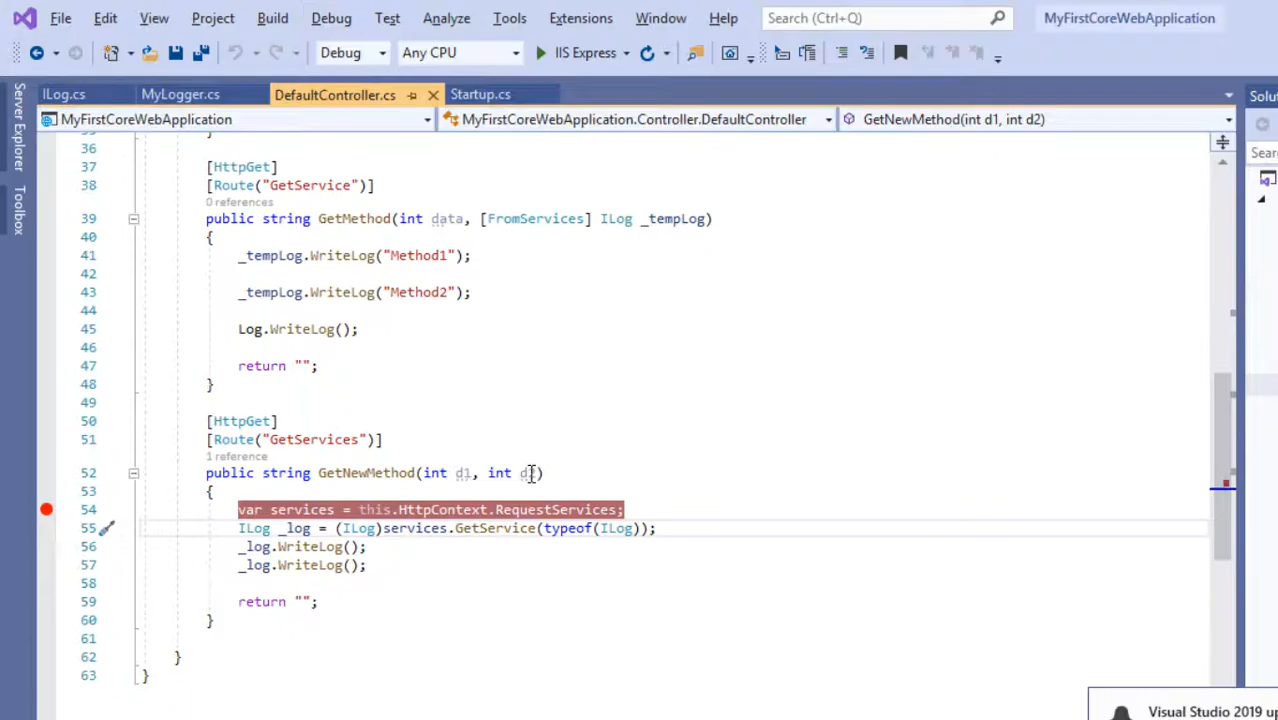 File Edit View Project Build Debug Test Analyze Tools Extensions Window Help Search (Ctrl+Q) MyFirstCoreWebApplication
Debug Any CPU IIS Express
ILog.cs MyLogger.cs DefaultController.cs Startup.cs
MyFirstCoreWebApplication MyFirstCoreWebApplication.Controller.DefaultController GetNewMethod(int d1, int d2)
Server Explorer
Toolbox
36
37 [HttpGet]
38 [Route("GetService")]
0 references
39 public string GetMethod(int data, [FromServices] ILog _tempLog)
40 {
41 _tempLog.WriteLog("Method1");
42
43 _tempLog.WriteLog("Method2");
44
45 Log.WriteLog();
46
47 return "";
48 }
49
50 [HttpGet]
51 [Route("GetServices")]
1 reference
52 public string GetNewMethod(int d1, int d2)
53 {
54 var services = this.HttpContext.RequestServices;
55 ILog _log = (ILog)services.GetService(typeof(ILog));
56 _log.WriteLog();
57 _log.WriteLog();
58
59 return "";
60 }
61
62 }
63 }
Visual Studio 2019 up